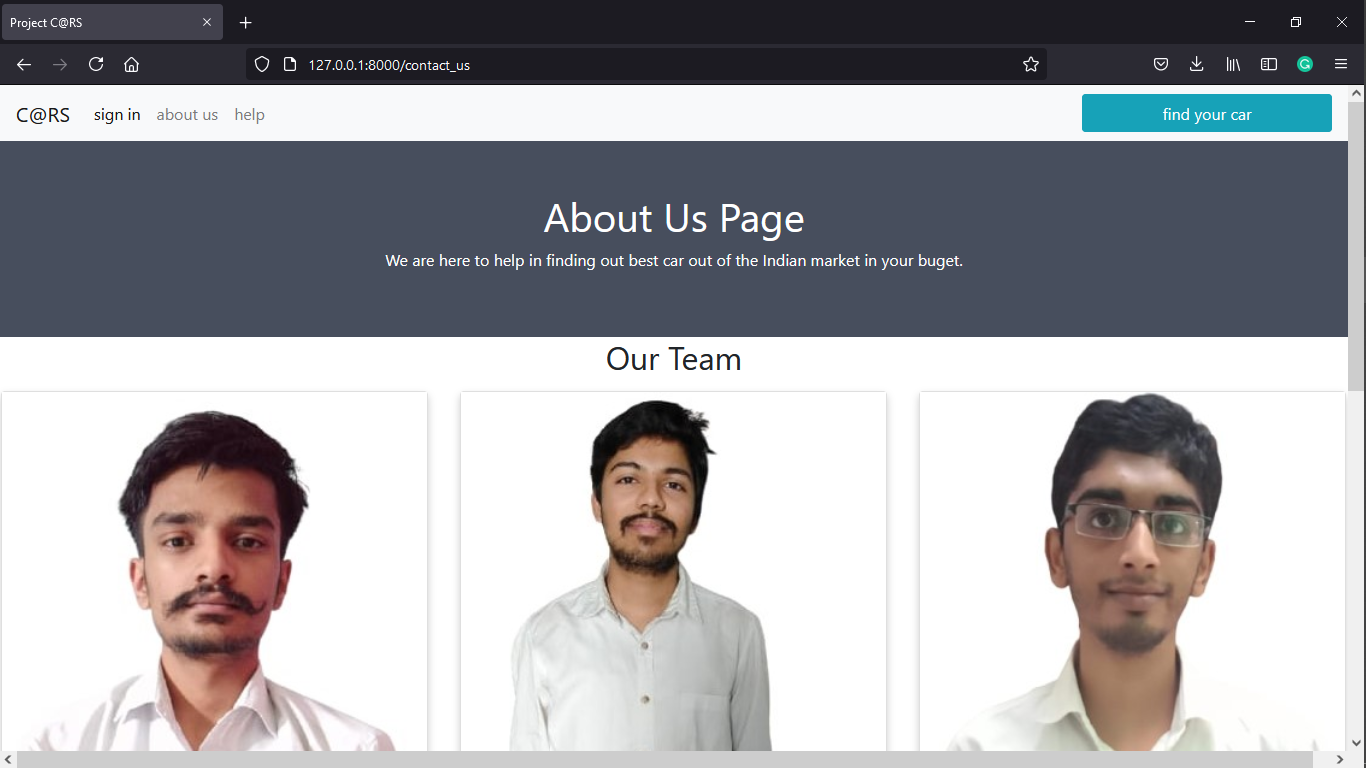 Project C@RS
127.0.0.1:8000/contact_us
C@RS sign in about us help find your car
About Us Page
We are here to help in finding out best car out of the Indian market in your buget.
Our Team